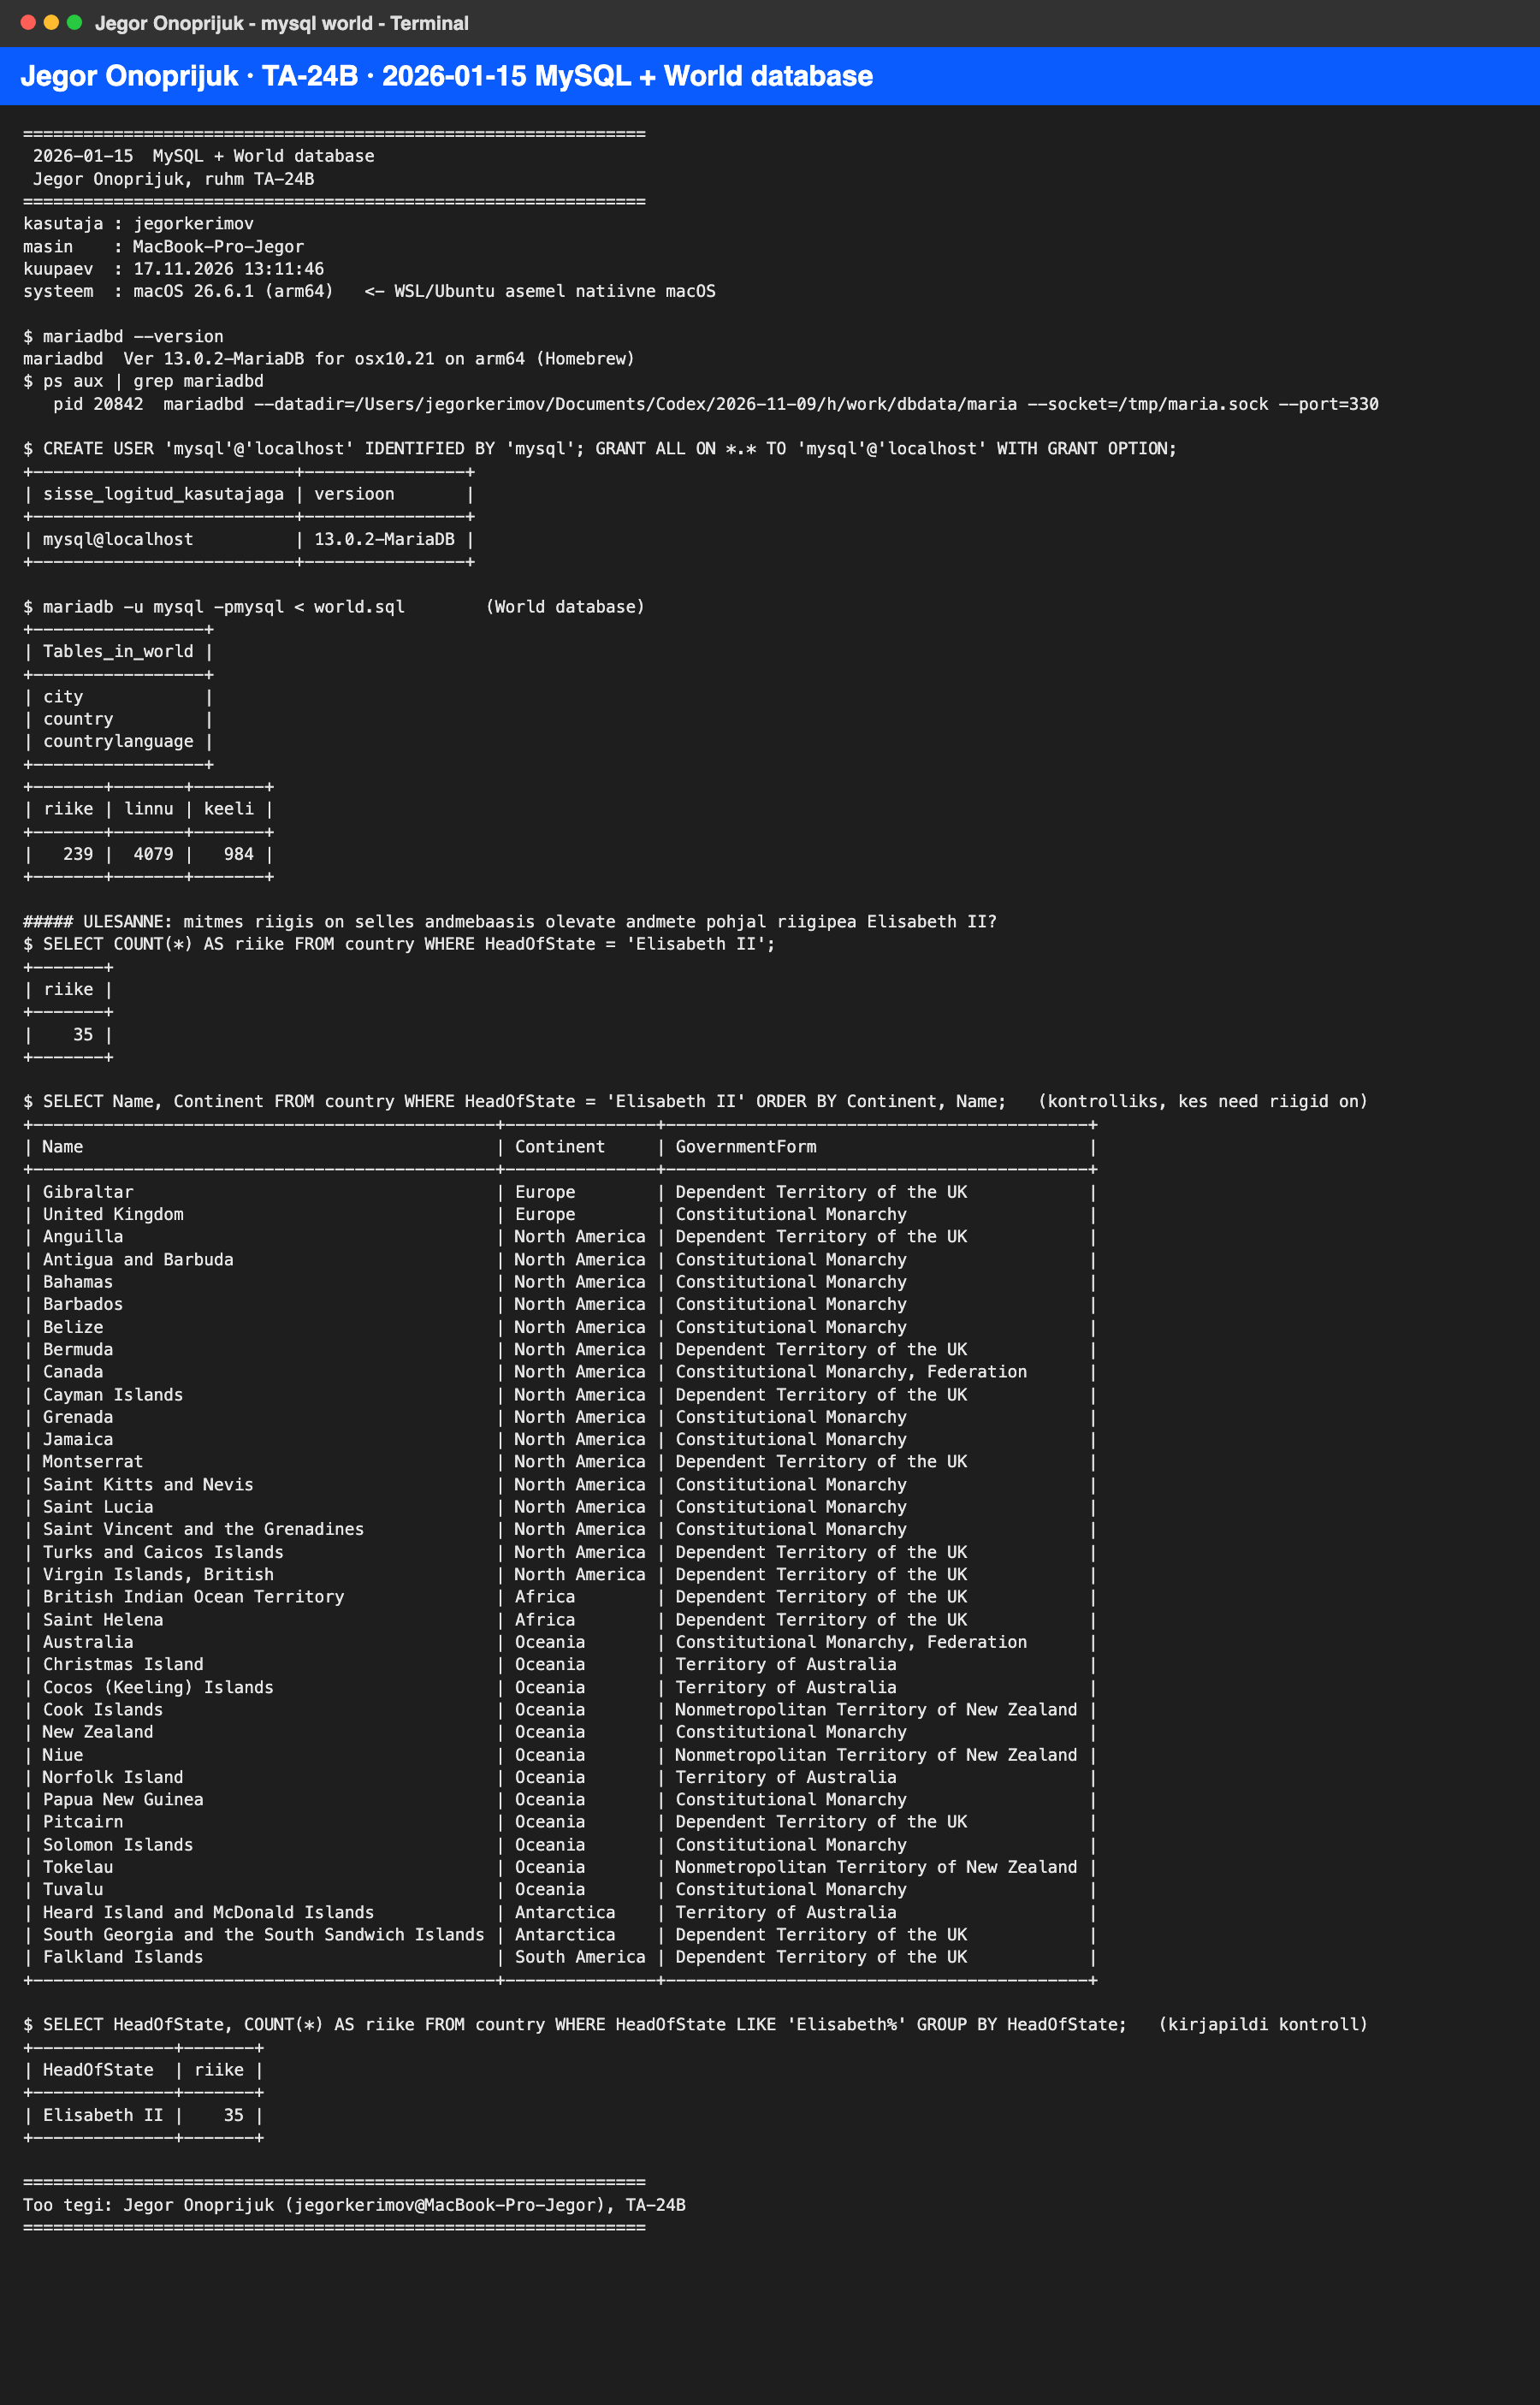 Jegor Onoprijuk - mysql world - Terminal
Jegor Onoprijuk · TA-24B · 2026-01-15 MySQL + World database
==============================================================
 2026-01-15  MySQL + World database
 Jegor Onoprijuk, ruhm TA-24B
==============================================================
kasutaja : jegorkerimov
masin    : MacBook-Pro-Jegor
kuupaev  : 17.11.2026 13:11:46
systeem  : macOS 26.6.1 (arm64)   <- WSL/Ubuntu asemel natiivne macOS

$ mariadbd --version
mariadbd  Ver 13.0.2-MariaDB for osx10.21 on arm64 (Homebrew)
$ ps aux | grep mariadbd
   pid 20842  mariadbd --datadir=/Users/jegorkerimov/Documents/Codex/2026-11-09/h/work/dbdata/maria --socket=/tmp/maria.sock --port=330

$ CREATE USER 'mysql'@'localhost' IDENTIFIED BY 'mysql'; GRANT ALL ON *.* TO 'mysql'@'localhost' WITH GRANT OPTION;
+--------------------------+----------------+
| sisse_logitud_kasutajaga | versioon       |
+--------------------------+----------------+
| mysql@localhost          | 13.0.2-MariaDB |
+--------------------------+----------------+

$ mariadb -u mysql -pmysql < world.sql        (World database)
+-----------------+
| Tables_in_world |
+-----------------+
| city            |
| country         |
| countrylanguage |
+-----------------+
+-------+-------+-------+
| riike | linnu | keeli |
+-------+-------+-------+
|   239 |  4079 |   984 |
+-------+-------+-------+

##### ULESANNE: mitmes riigis on selles andmebaasis olevate andmete pohjal riigipea Elisabeth II?
$ SELECT COUNT(*) AS riike FROM country WHERE HeadOfState = 'Elisabeth II';
+-------+
| riike |
+-------+
|    35 |
+-------+

$ SELECT Name, Continent FROM country WHERE HeadOfState = 'Elisabeth II' ORDER BY Continent, Name;   (kontrolliks, kes need riigid on)
+----------------------------------------------+---------------+------------------------------------------+
| Name                                         | Continent     | GovernmentForm                           |
+----------------------------------------------+---------------+------------------------------------------+
| Gibraltar                                    | Europe        | Dependent Territory of the UK            |
| United Kingdom                               | Europe        | Constitutional Monarchy                  |
| Anguilla                                     | North America | Dependent Territory of the UK            |
| Antigua and Barbuda                          | North America | Constitutional Monarchy                  |
| Bahamas                                      | North America | Constitutional Monarchy                  |
| Barbados                                     | North America | Constitutional Monarchy                  |
| Belize                                       | North America | Constitutional Monarchy                  |
| Bermuda                                      | North America | Dependent Territory of the UK            |
| Canada                                       | North America | Constitutional Monarchy, Federation      |
| Cayman Islands                               | North America | Dependent Territory of the UK            |
| Grenada                                      | North America | Constitutional Monarchy                  |
| Jamaica                                      | North America | Constitutional Monarchy                  |
| Montserrat                                   | North America | Dependent Territory of the UK            |
| Saint Kitts and Nevis                        | North America | Constitutional Monarchy                  |
| Saint Lucia                                  | North America | Constitutional Monarchy                  |
| Saint Vincent and the Grenadines             | North America | Constitutional Monarchy                  |
| Turks and Caicos Islands                     | North America | Dependent Territory of the UK            |
| Virgin Islands, British                      | North America | Dependent Territory of the UK            |
| British Indian Ocean Territory               | Africa        | Dependent Territory of the UK            |
| Saint Helena                                 | Africa        | Dependent Territory of the UK            |
| Australia                                    | Oceania       | Constitutional Monarchy, Federation      |
| Christmas Island                             | Oceania       | Territory of Australia                   |
| Cocos (Keeling) Islands                      | Oceania       | Territory of Australia                   |
| Cook Islands                                 | Oceania       | Nonmetropolitan Territory of New Zealand |
| New Zealand                                  | Oceania       | Constitutional Monarchy                  |
| Niue                                         | Oceania       | Nonmetropolitan Territory of New Zealand |
| Norfolk Island                               | Oceania       | Territory of Australia                   |
| Papua New Guinea                             | Oceania       | Constitutional Monarchy                  |
| Pitcairn                                     | Oceania       | Dependent Territory of the UK            |
| Solomon Islands                              | Oceania       | Constitutional Monarchy                  |
| Tokelau                                      | Oceania       | Nonmetropolitan Territory of New Zealand |
| Tuvalu                                       | Oceania       | Constitutional Monarchy                  |
| Heard Island and McDonald Islands            | Antarctica    | Territory of Australia                   |
| South Georgia and the South Sandwich Islands | Antarctica    | Dependent Territory of the UK            |
| Falkland Islands                             | South America | Dependent Territory of the UK            |
+----------------------------------------------+---------------+------------------------------------------+

$ SELECT HeadOfState, COUNT(*) AS riike FROM country WHERE HeadOfState LIKE 'Elisabeth%' GROUP BY HeadOfState;   (kirjapildi kontroll)
+--------------+-------+
| HeadOfState  | riike |
+--------------+-------+
| Elisabeth II |    35 |
+--------------+-------+

==============================================================
Too tegi: Jegor Onoprijuk (jegorkerimov@MacBook-Pro-Jegor), TA-24B
==============================================================